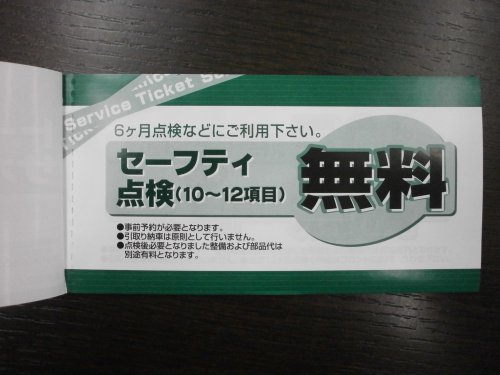 Service Ticket Se
6ヶ月点検などにご利用下さい。
セーフティ
点検(10〜12項目)
無料
●事前予約が必要となります。
●引取り納車は原則として行いません。
●点検後必要となりました整備および部品代は
別途有料となります。